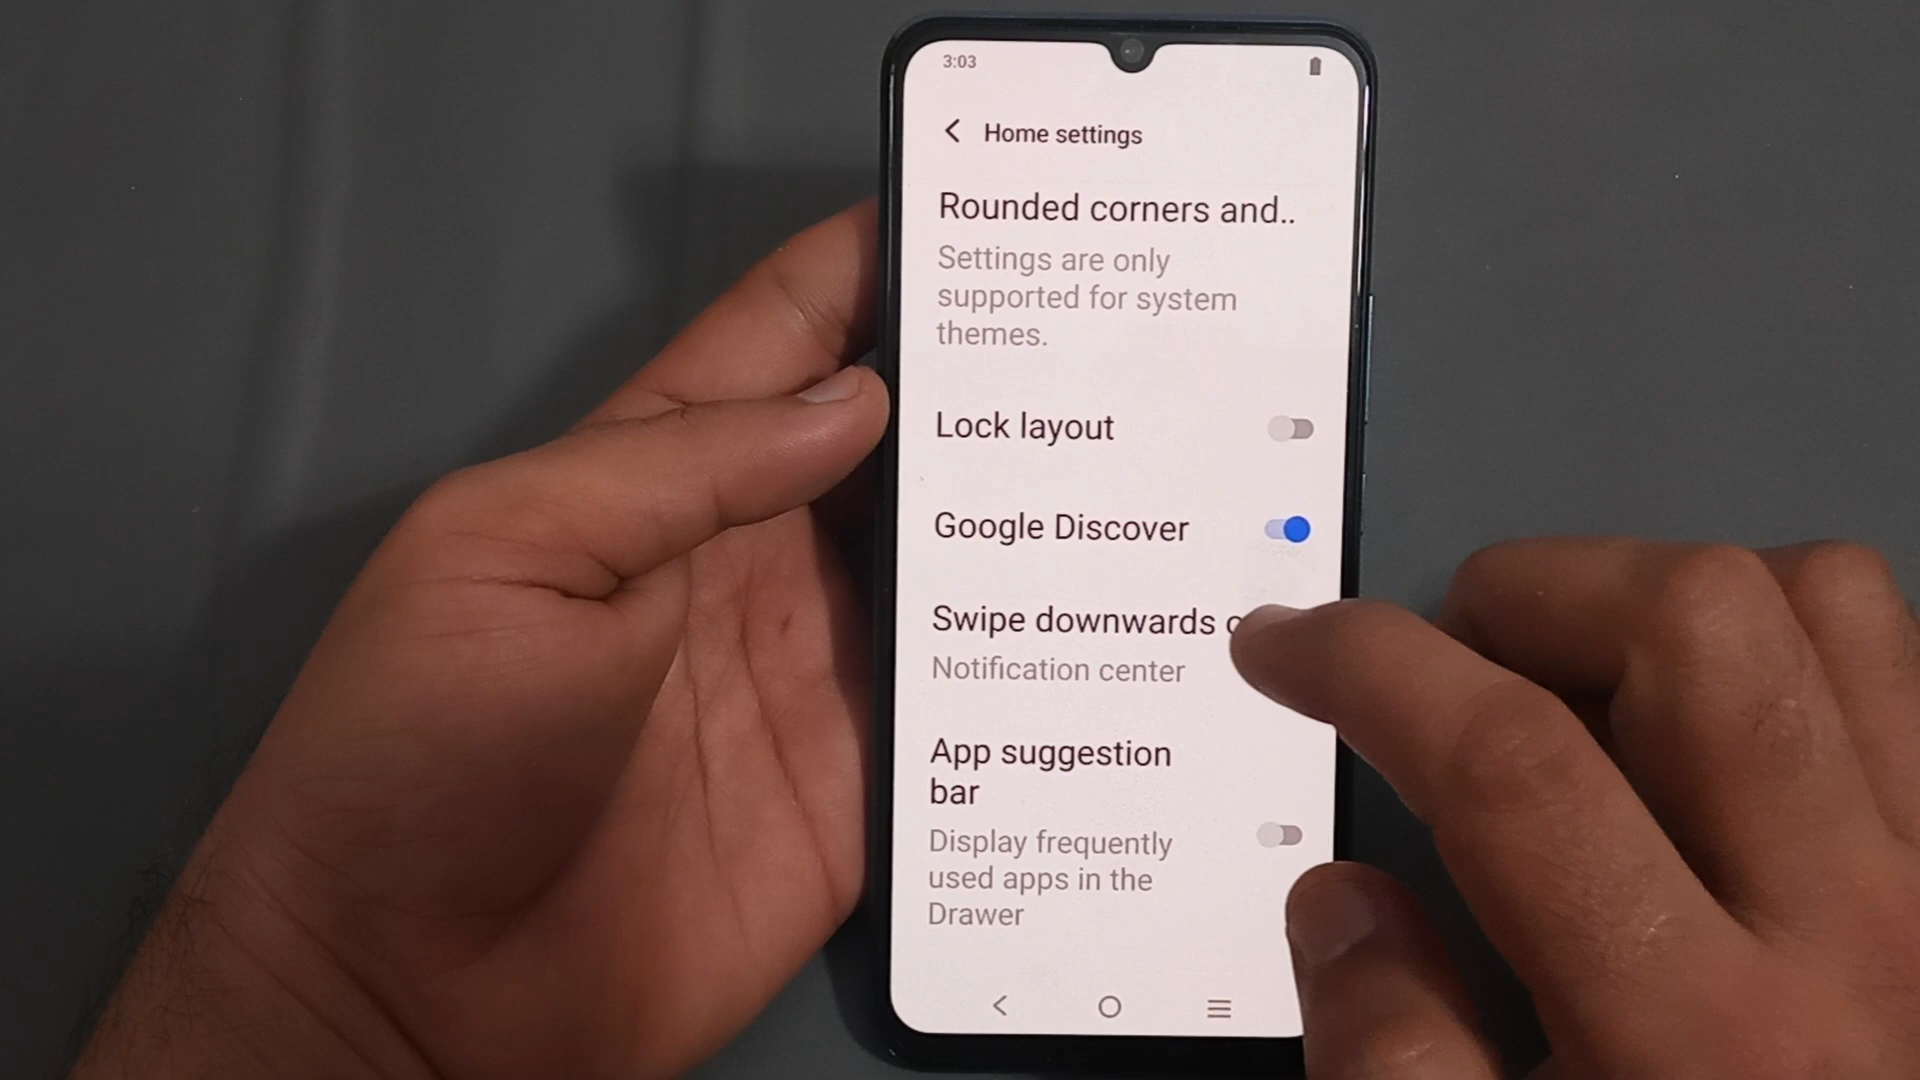 3:03
Home settings
Rounded corners and..
Settings are only
supported for system
themes.
Lock layout
Google Discover
Swipe downwards
Notification center
App suggestion
bar
Display frequently
used apps in the
Drawer